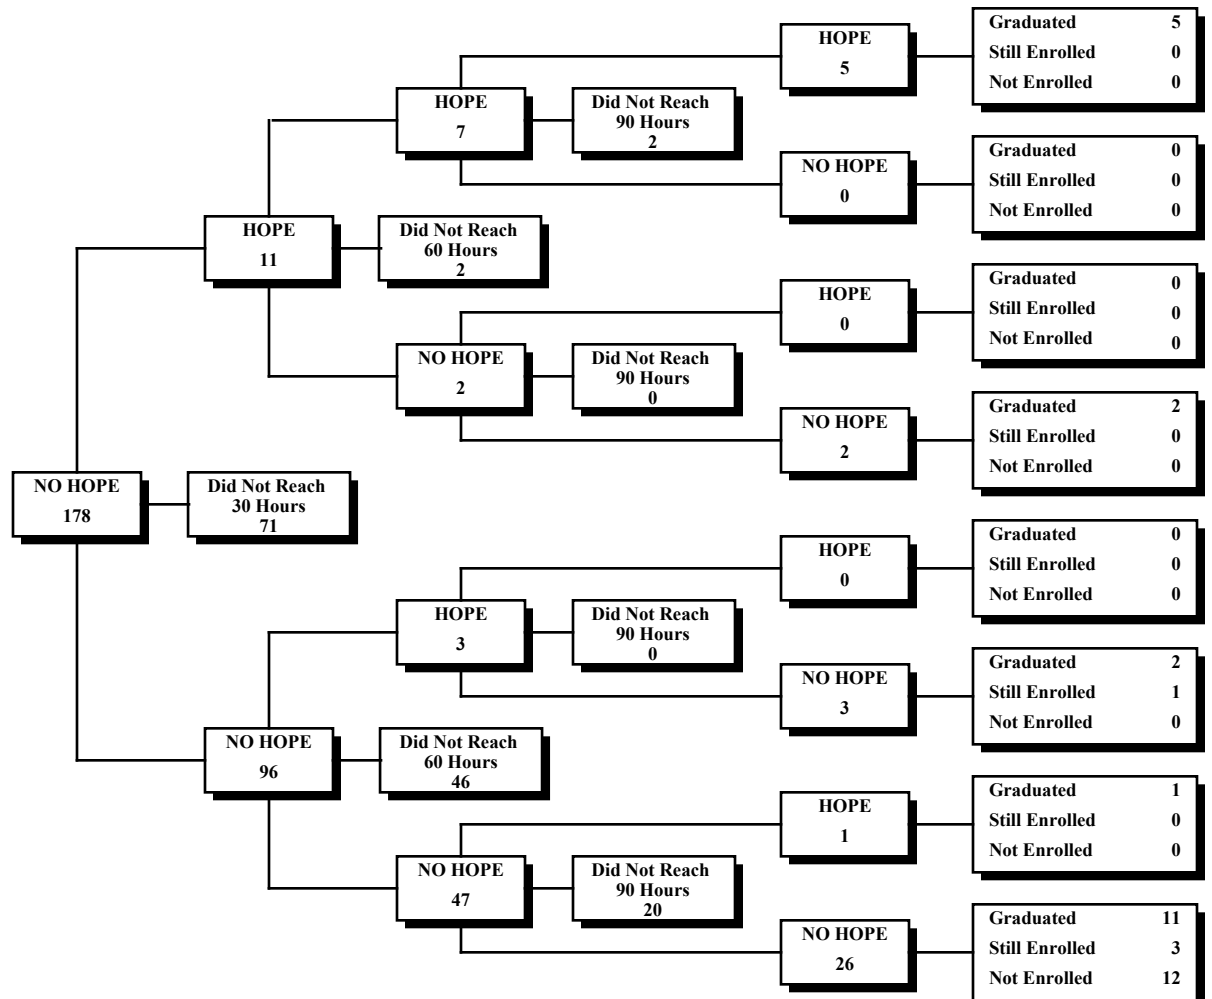 HOPE
5
Graduated 5
Still Enrolled 0
Not Enrolled 0
HOPE
7
Did Not Reach
90 Hours
2
NO HOPE
0
Graduated 0
Still Enrolled 0
Not Enrolled 0
HOPE
11
Did Not Reach
60 Hours
2
HOPE
0
Graduated 0
Still Enrolled 0
Not Enrolled 0
NO HOPE
2
Did Not Reach
90 Hours
0
NO HOPE
2
Graduated 2
Still Enrolled 0
Not Enrolled 0
NO HOPE
178
Did Not Reach
30 Hours
71
HOPE
0
Graduated 0
Still Enrolled 0
Not Enrolled 0
HOPE
3
Did Not Reach
90 Hours
0
NO HOPE
3
Graduated 2
Still Enrolled 1
Not Enrolled 0
NO HOPE
96
Did Not Reach
60 Hours
46
HOPE
1
Graduated 1
Still Enrolled 0
Not Enrolled 0
NO HOPE
47
Did Not Reach
90 Hours
20
NO HOPE
26
Graduated 11
Still Enrolled 3
Not Enrolled 12